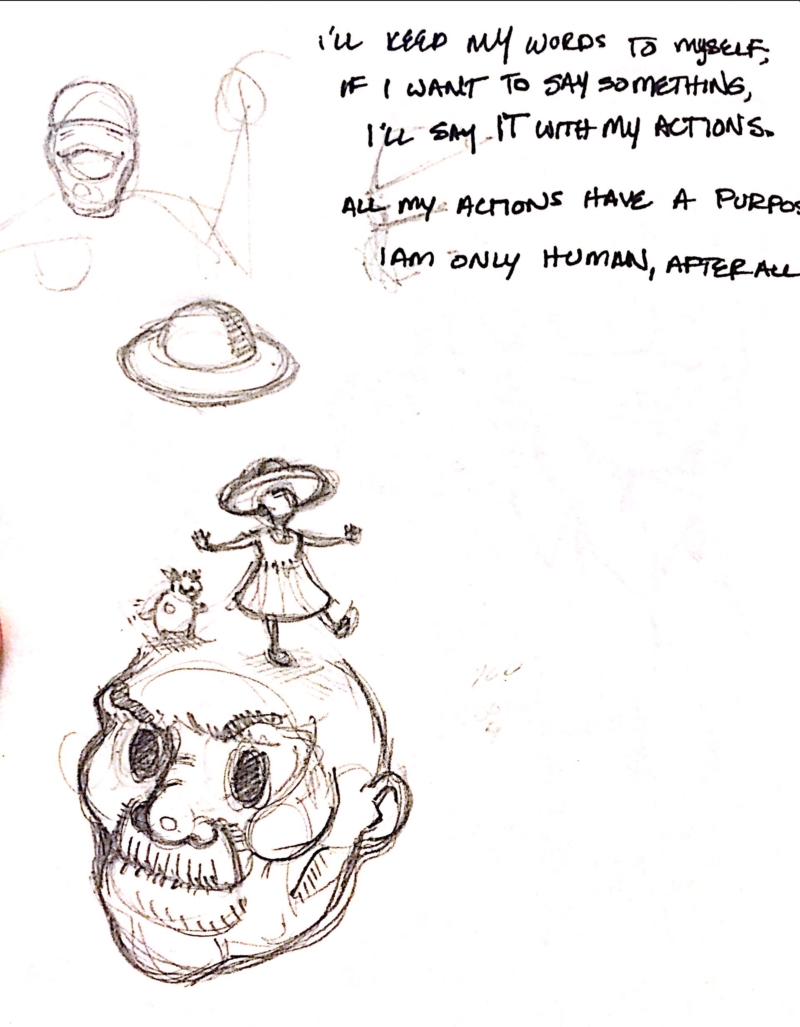 I'LL KEEP MY WORDS TO MYSELF,
IF I WANT TO SAY SOMETHING,
I'LL SAY IT WITH MY ACTIONS.
ALL MY ACTIONS HAVE A PURPOS
I AM ONLY HUMAN, AFTER ALL